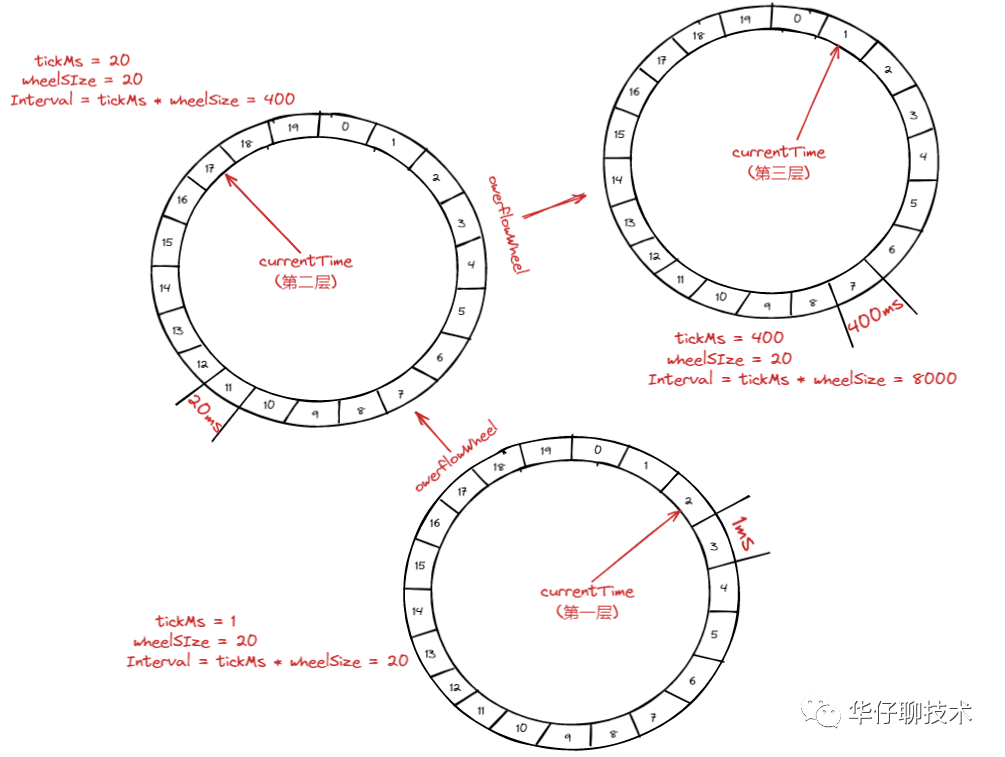 tickMs = 20
wheelSIze = 20
Interval = tickMs * wheelSize = 400
0
1
2
3
4
5
6
7
8
9
10
11
12
13
14
15
16
17
18
19
currentTime
(第二层)
20ms
owerflowWheel
0
1
2
3
4
5
6
7
8
9
10
11
12
13
14
15
16
17
18
19
currentTime
(第三层)
400ms
tickMs = 400
wheelSIze = 20
Interval = tickMs * wheelSize = 8000
owerflowWheel
0
1
2
3
4
5
6
7
8
9
10
11
12
13
14
15
16
17
18
19
currentTime
(第一层)
1ms
tickMs = 1
wheelSIze = 20
Interval = tickMs * wheelSize = 20
华仔聊技术